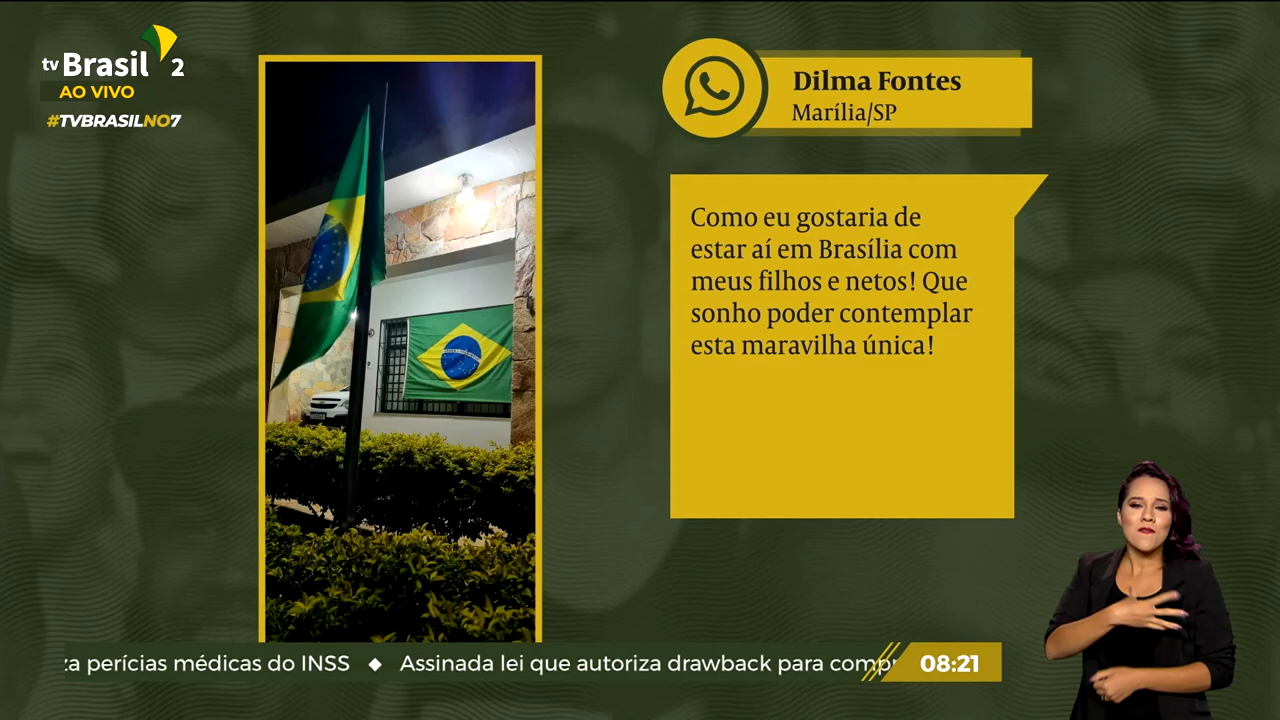 tv Brasil 2
AO VIVO
#TVBRASILNO7
Dilma Fontes
Marília/SP
Como eu gostaria de
estar aí em Brasília com
meus filhos e netos! Que
sonho poder contemplar
esta maravilha única!
za perícias médicas do INSS ◆ Assinada lei que autoriza drawback para comp
08:21